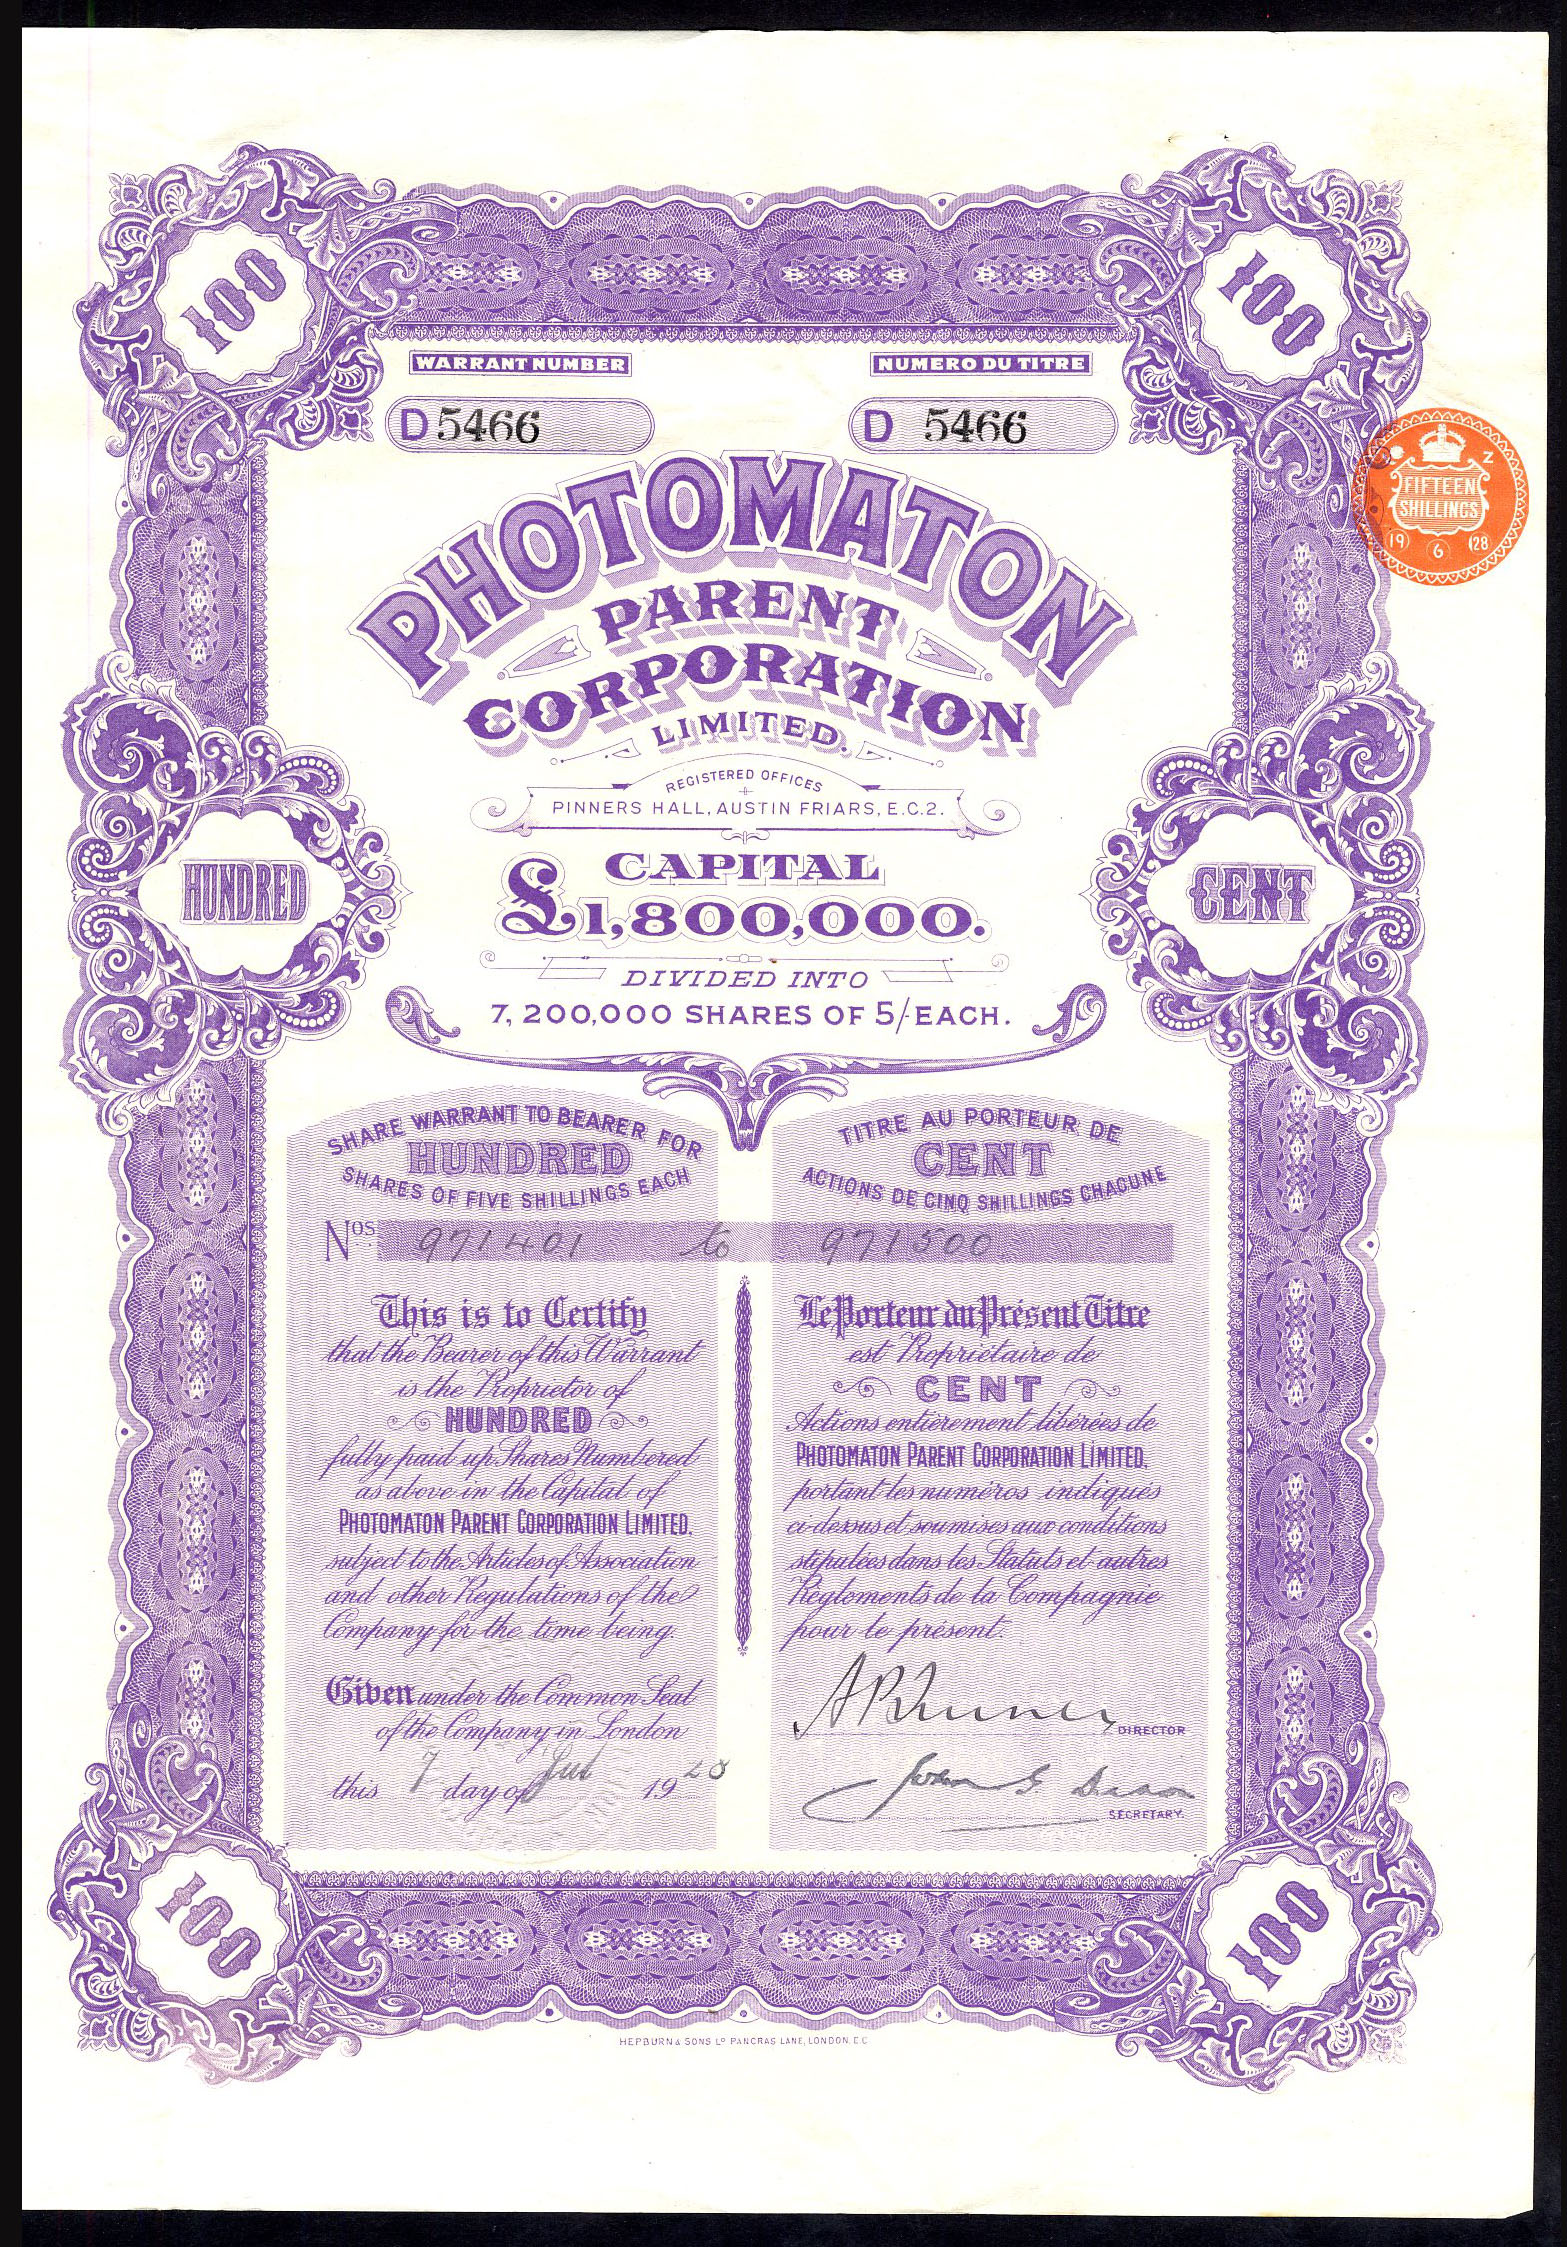 100
100
WARRANT NUMBER
NUMERO DU TITRE
D 5466
D 5466
FIFTEEN
SHILLINGS
Z
19 6 28
PHOTOMATON
PARENT
CORPORATION
LIMITED.
REGISTERED OFFICES
PINNERS HALL, AUSTIN FRIARS, E.C.2.
HUNDRED
CENT
CAPITAL
£1,800,000.
DIVIDED INTO
7,200,000 SHARES OF 5/- EACH.
SHARE WARRANT TO BEARER FOR
HUNDRED
SHARES OF FIVE SHILLINGS EACH
TITRE AU PORTEUR DE
CENT
ACTIONS DE CINQ SHILLINGS CHACUNE
Nos. 971401 to 971500
This is to Certify
that the Bearer of this Warrant
is the Proprietor of
HUNDRED
fully paid up Shares Numbered
as above in the Capital of
PHOTOMATON PARENT CORPORATION LIMITED.
subject to the Articles of Association
and other Regulations of the
Company for the time being.
Given under the Common Seal
of the Company in London
this 7 day of 1928
Le Porteur du Présent Titre
est Propriétaire de
CENT
Actions entièrement libérées de
PHOTOMATON PARENT CORPORATION LIMITED,
portant les numéros indiqués
ci-dessus et soumises aux conditions
stipulées dans les Statuts et autres
Réglements de la Compagnie
pour le présent.
DIRECTOR
SECRETARY.
100
100
HEPBURN & SONS LD PANCRAS LANE, LONDON. E.C.